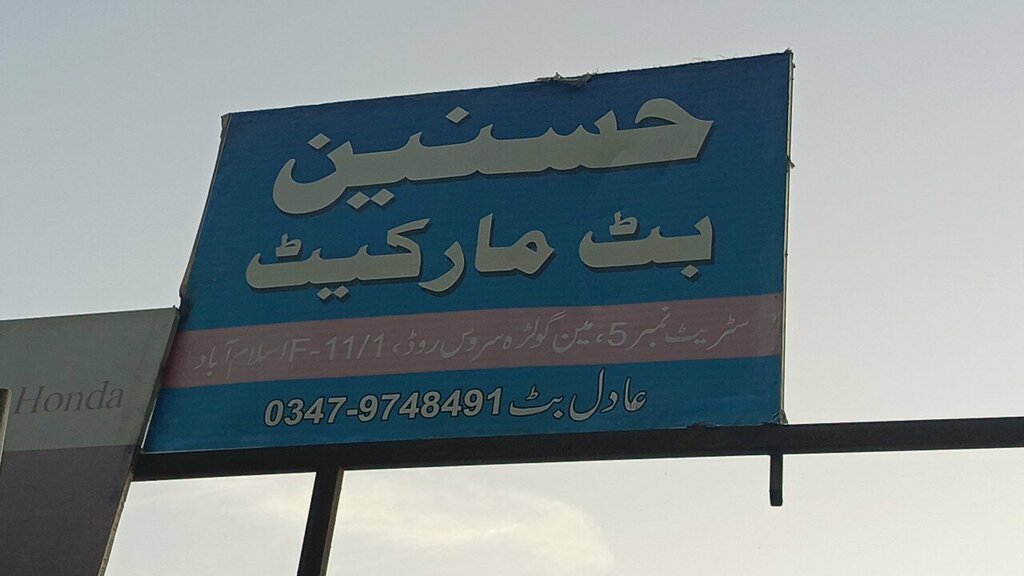 حسنین
بٹ مارکیٹ
سٹریٹ نمبر 5، مین گولڑہ سروس روڈ، F-11/1 اسلام آباد
عادل بٹ 0347-9748491
Honda